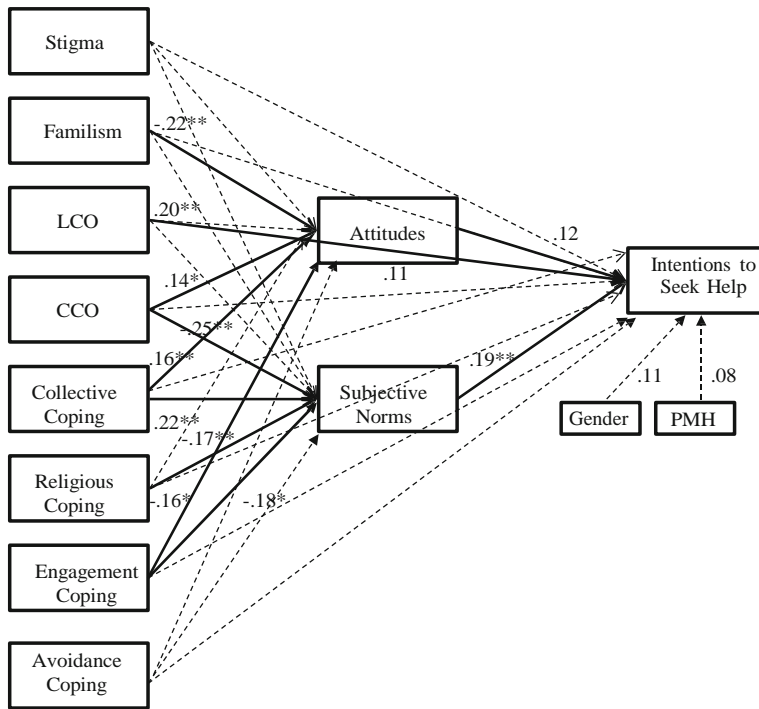 Stigma
Familism
-.22**
LCO
.20**
Attitudes
.12
Intentions to
Seek Help
CCO
.14*
.11
-.25**
Collective
Coping
.16**
.22**
Subjective
Norms
.19**
.11
.08
Gender
PMH
-.17**
Religious
Coping
-.16*
-.18*
Engagement
Coping
Avoidance
Coping